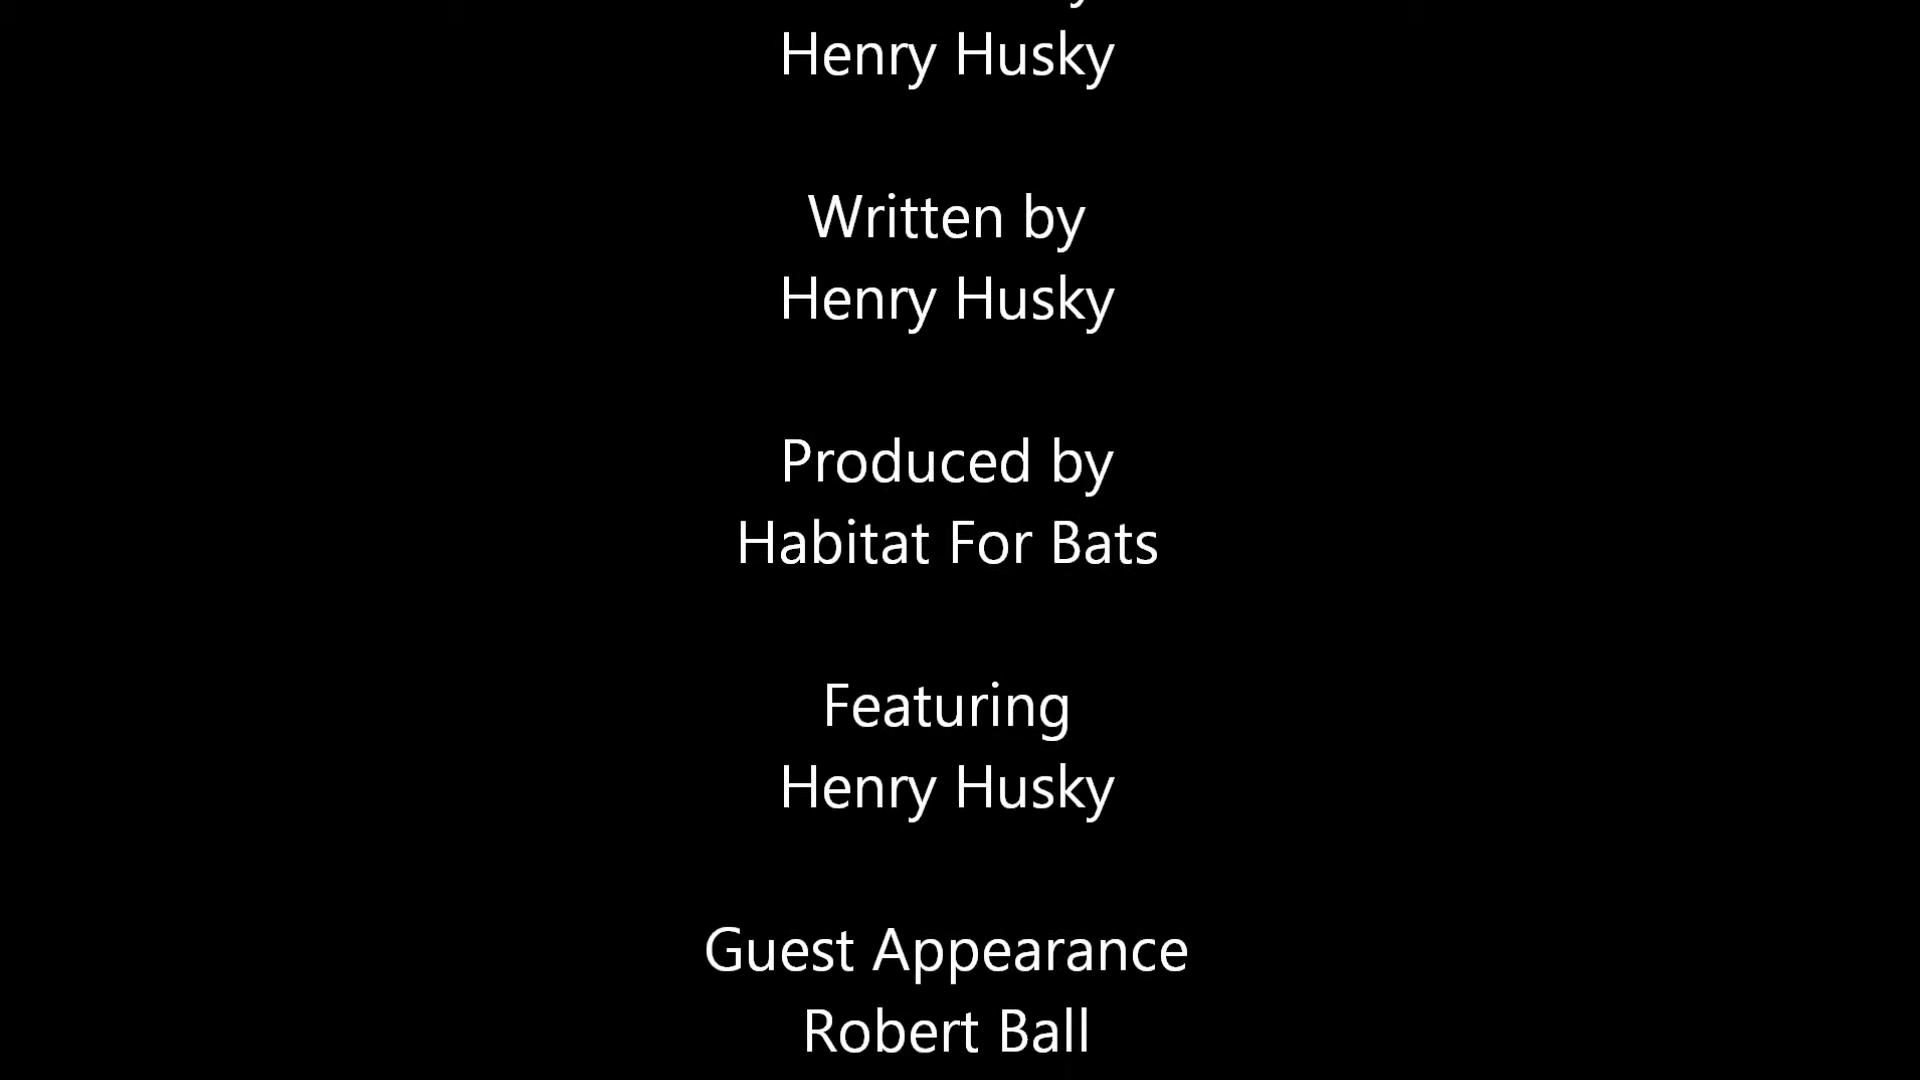 Henry Husky
Written by
Henry Husky
Produced by
Habitat For Bats
Featuring
Henry Husky
Guest Appearance
Robert Ball